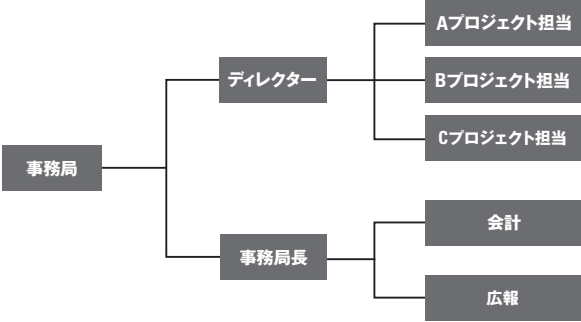 Aプロジェクト担当
ディレクター
Bプロジェクト担当
Cプロジェクト担当
事務局
会計
事務局長
広報